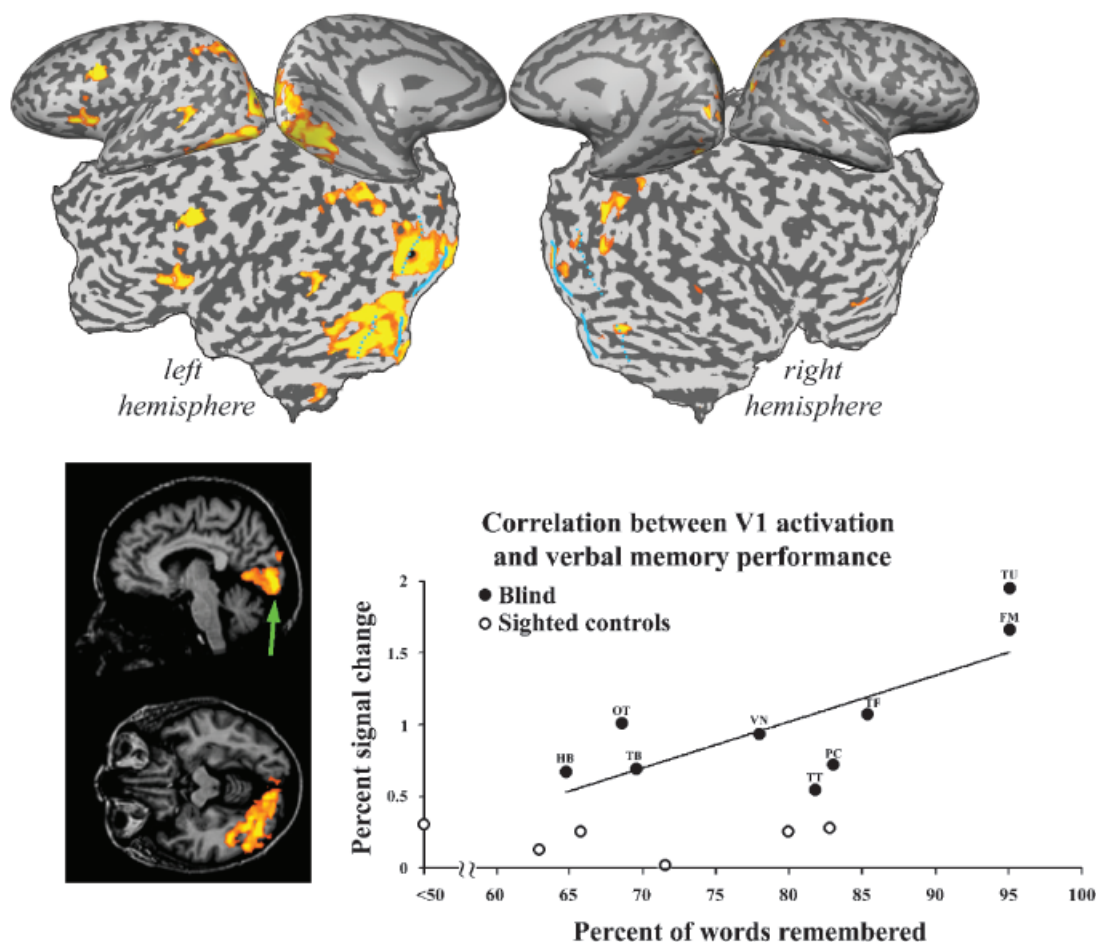 left
hemisphere
right
hemisphere
Correlation between V1 activation
and verbal memory performance
Percent signal change
2
1.5
1
0.5
0
Blind
Sighted controls
TU
FM
OT
VN
TF
HB
TB
PC
TT
<50 60 65 70 75 80 85 90 95 100
Percent of words remembered